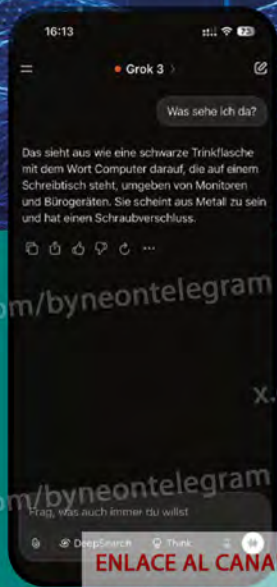 16:13
Grok 3 >
Was sehe ich da?
Das sieht aus wie eine schwarze Trinkflasche
mit dem Wort Computer darauf, die auf einem
Schreibtisch steht, umgeben von Monitoren
und Bürogeräten. Sie scheint aus Metall zu sein
und hat einen Schraubverschluss.
om/byneontelegram
x.
om/byneontelegram
Frag, was auch immer du willst
DeepSearch Think
ENLACE AL CANA